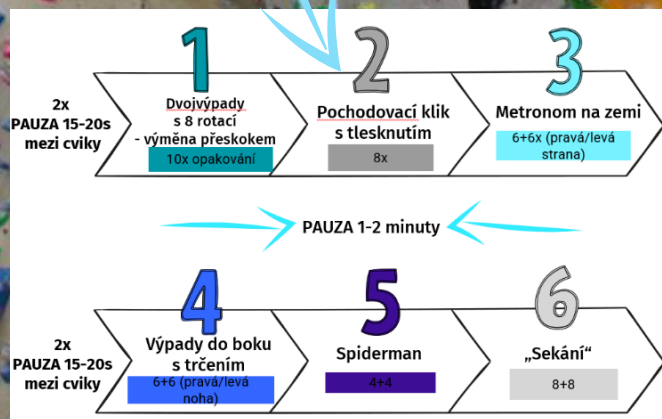 1
2
3
2x
PAUZA 15-20s
mezi cviky
Dvojvýpady
s 8 rotací
- výměna přeskokem
10x opakování
Pochodovací klik
s tlesknutím
8x
Metronom na zemi
6+6x (pravá/levá
strana)
PAUZA 1-2 minuty
4
5
6
2x
PAUZA 15-20s
mezi cviky
Výpady do boku
s trčením
6+6 (pravá/levá
noha)
Spiderman
4+4
„Sekání“
8+8